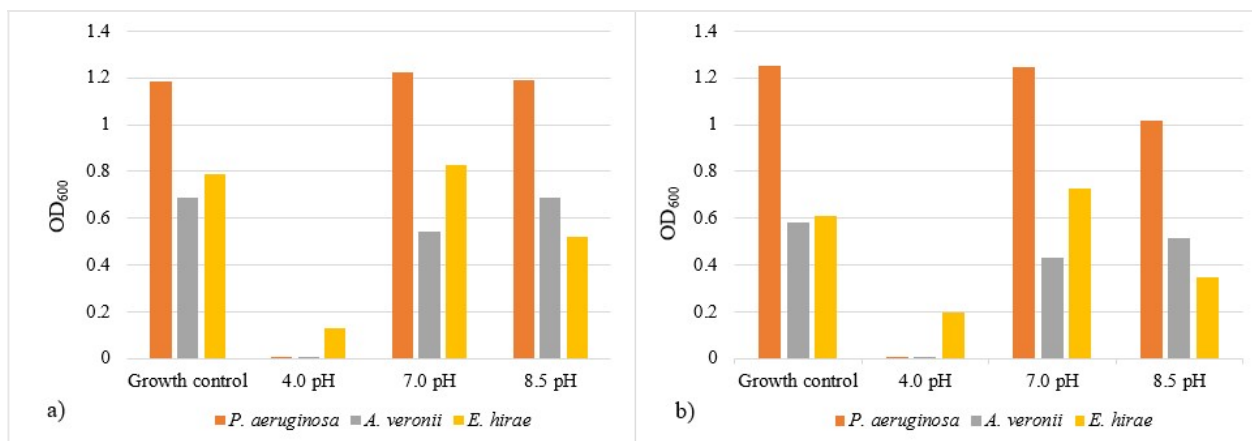 1.4
1.2
1
0.8
0.6
0.4
0.2
0
OD600
Growth control 4.0 pH 7.0 pH 8.5 pH
a)
P. aeruginosa A. veronii E. hirae
1.4
1.2
1
0.8
0.6
0.4
0.2
0
OD600
Growth control 4.0 pH 7.0 pH 8.5 pH
b)
P. aeruginosa A. veronii E. hirae